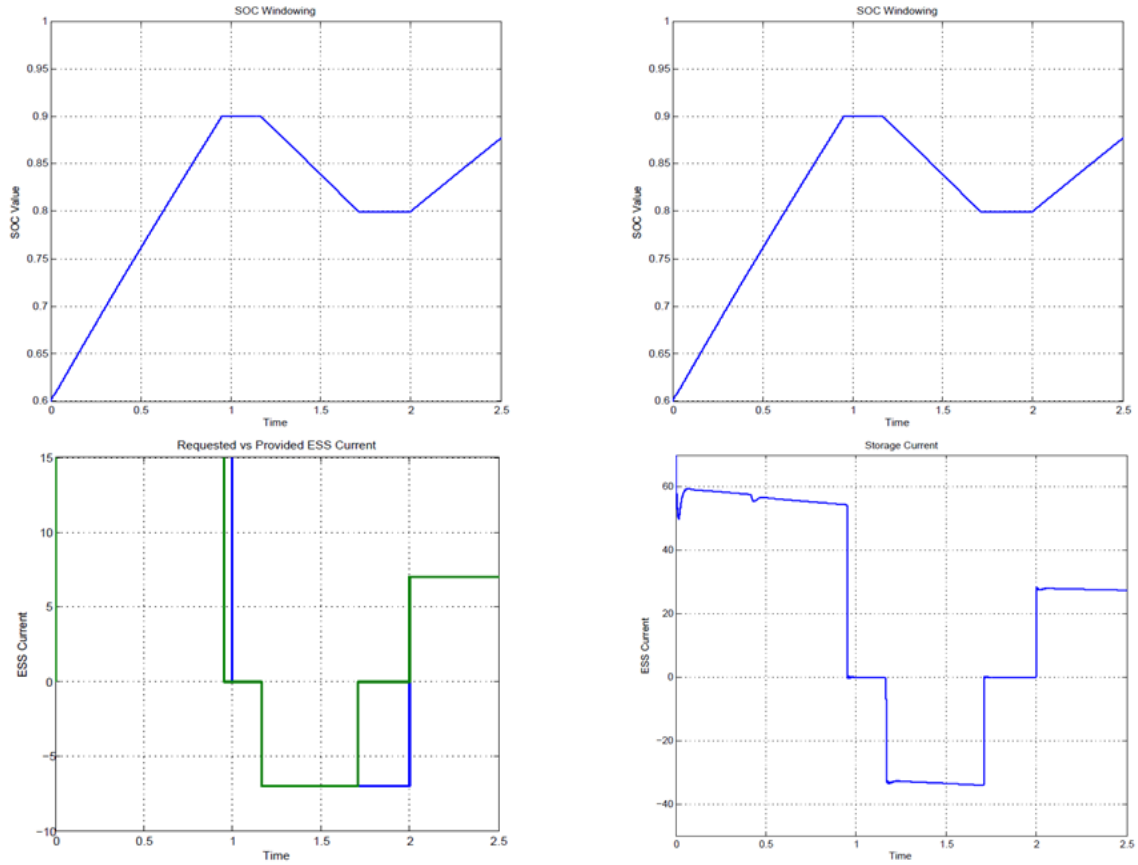 SOC Windowing
SOC Value
1
0.95
0.9
0.85
0.8
0.75
0.7
0.65
0.6
0 0.5 1 1.5 2 2.5
Time
SOC Windowing
SOC Value
1
0.95
0.9
0.85
0.8
0.75
0.7
0.65
0.6
0 0.5 1 1.5 2 2.5
Time
Requested vs Provided ESS Current
ESS Current
15
10
5
0
−5
−10
0 0.5 1 1.5 2 2.5
Time
Storage Current
ESS Current
60
40
20
0
−20
−40
0 0.5 1 1.5 2 2.5
Time